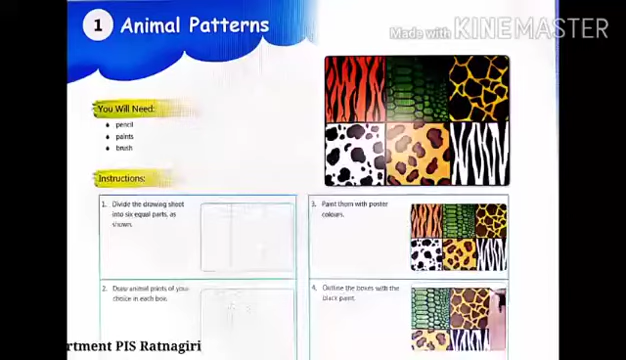 1 Animal Patterns
Made with KINEMASTER
You Will Need:
pencil
paints
brush
Instructions:
1. Divide the drawing sheet
into six equal parts, as
shown.
2. Draw animal prints of your
choice in each box.
3. Paint them with poster
colours.
4. Outline the boxes with the
black paint.
rtment PIS Ratnagiri